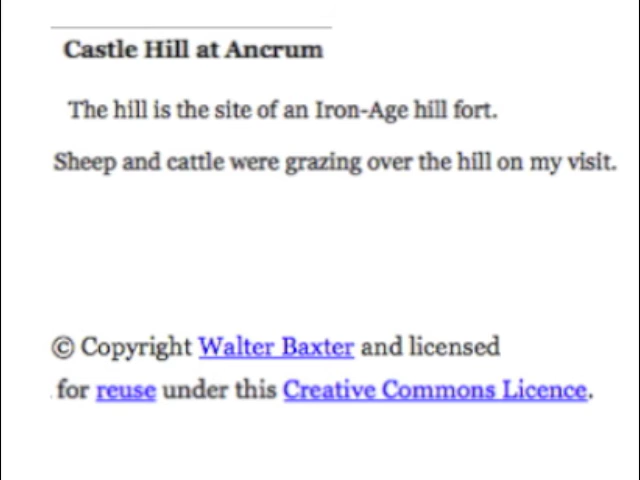 Castle Hill at Ancrum
The hill is the site of an Iron-Age hill fort.
Sheep and cattle were grazing over the hill on my visit.
© Copyright Walter Baxter and licensed
for reuse under this Creative Commons Licence.